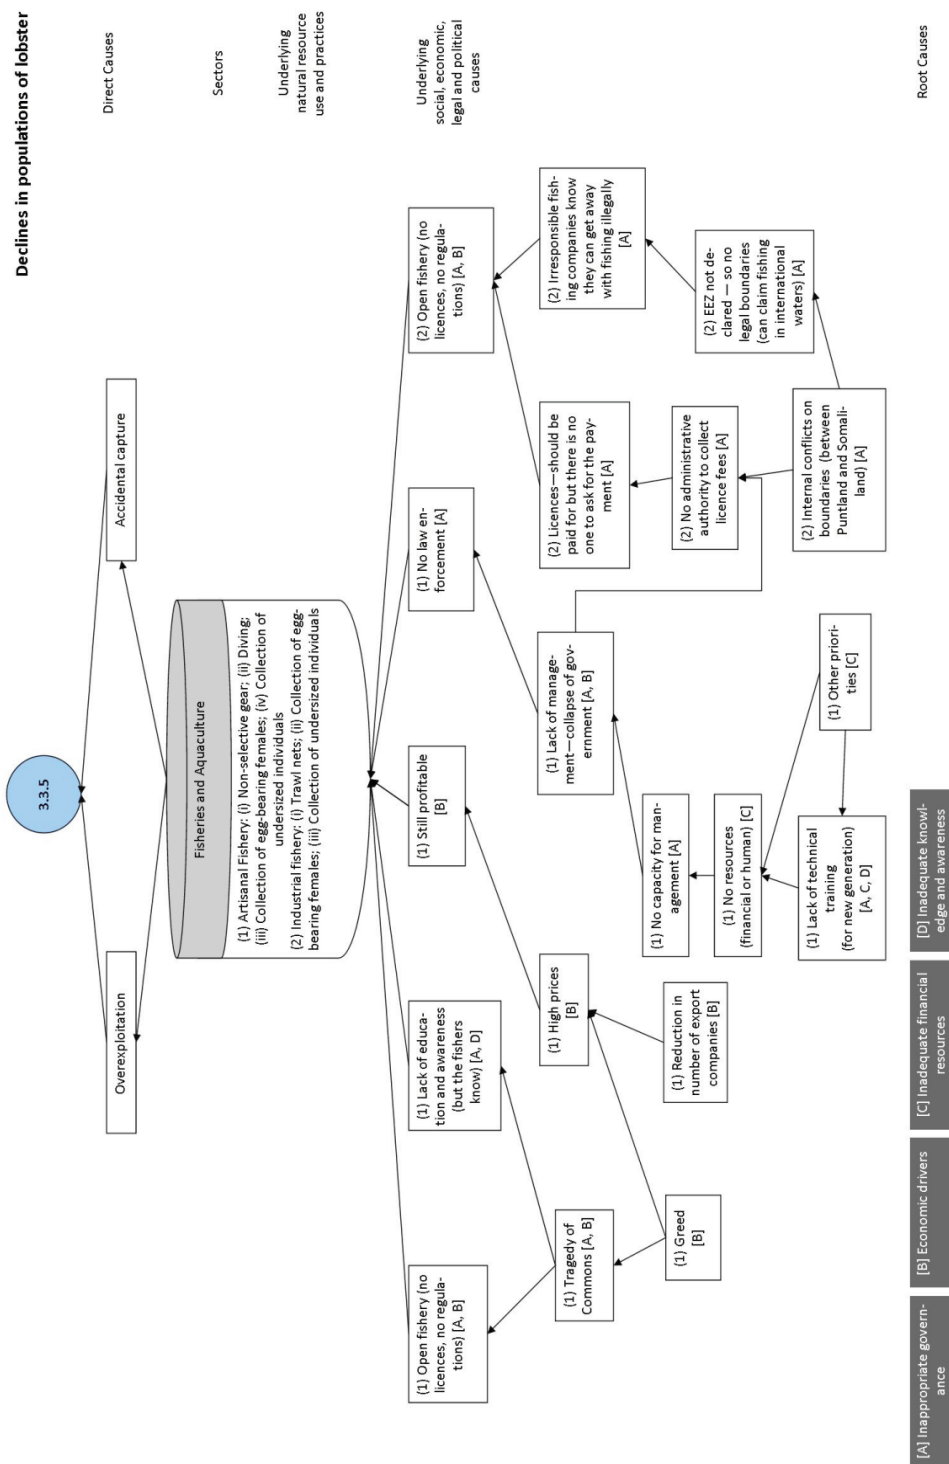 Declines in populations of lobster
Direct Causes
Sectors
Underlying
natural resource
use and practices
Underlying
social, economic,
legal and political
causes
Root Causes
3.3.5
Overexploitation
Accidental capture
Fisheries and Aquaculture
(1) Artisanal Fishery: (i) Non-selective gear; (ii) Diving;
(iii) Collection of egg-bearing females; (iv) Collection of
undersized individuals
(2) Industrial fishery: (i) Trawl nets; (ii) Collection of egg-
bearing females; (iii) Collection of undersized individuals
(1) Open fishery (no
licences, no regula-
tions) [A, B]
(1) Lack of educa-
tion and awareness
(but the fishers
know) [A, D]
(1) Still profitable
[B]
(1) No law en-
forcement [A]
(2) Open fishery (no
licences, no regula-
tions) [A, B]
(1) Tragedy of
Commons [A, B]
(1) High prices
[B]
(1) Lack of manage-
ment—collapse of gov-
ernment [A, B]
(2) Licences—should be
paid for but there is no
one to ask for the pay-
ment [A]
(2) Irresponsible fish-
ing companies know
they can get away
with fishing illegally
[A]
(1) Greed
[B]
(1) Reduction in
number of export
companies [B]
(1) No capacity for man-
agement [A]
(2) No administrative
authority to collect
licence fees [A]
(2) EEZ not de-
clared — so no
legal boundaries
(can claim fishing
in international
waters) [A]
(1) No resources
(financial or human) [C]
(1) Lack of technical
training
(for new generation)
[A, C, D]
(1) Other priori-
ties [C]
(2) Internal conflicts on
boundaries (between
Puntland and Somali-
land) [A]
[A] Inappropriate govern-
ance
[B] Economic drivers
[C] Inadequate financial
resources
[D] Inadequate knowl-
edge and awareness